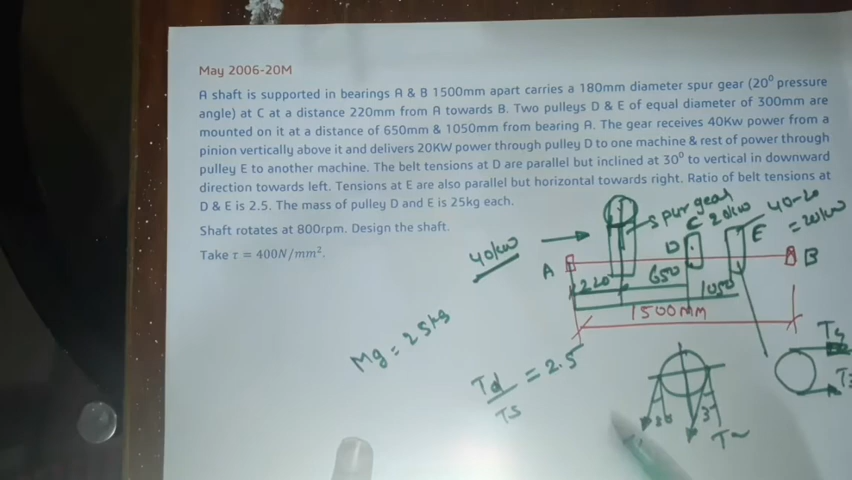 May 2006-20M
A shaft is supported in bearings A & B 1500mm apart carries a 180mm diameter spur gear (20⁰ pressure
angle) at C at a distance 220mm from A towards B. Two pulleys D & E of equal diameter of 300mm are
mounted on it at a distance of 650mm & 1050mm from bearing A. The gear receives 40Kw power from a
pinion vertically above it and delivers 20KW power through pulley D to one machine & rest of power through
pulley E to another machine. The belt tensions at D are parallel but inclined at 30⁰ to vertical in downward
direction towards left. Tensions at E are also parallel but horizontal towards right. Ratio of belt tensions at
D & E is 2.5. The mass of pulley D and E is 25kg each.
Shaft rotates at 800rpm. Design the shaft.
Take τ = 400N/mm².
spur gear
20kw
40-20
= 20kw
C
D
E
40kw
A
B
220
650
1050
1500MM
Mg = 25kg
= 2.5
Ts